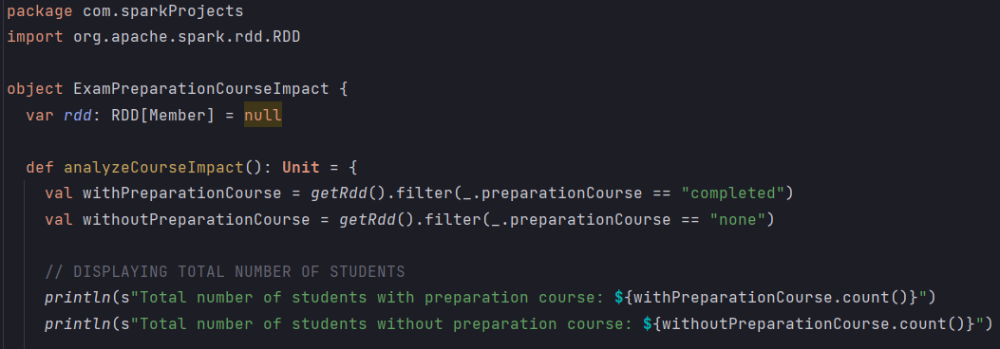 package com.sparkProjects
import org.apache.spark.rdd.RDD
object ExamPreparationCourseImpact {
var rdd: RDD[Member] = null
def analyzeCourseImpact(): Unit = {
val withPreparationCourse = getRdd().filter(_.preparationCourse == "completed")
val withoutPreparationCourse = getRdd().filter(_.preparationCourse == "none")
// DISPLAYING TOTAL NUMBER OF STUDENTS
println(s"Total number of students with preparation course: ${withPreparationCourse.count()}")
println(s"Total number of students without preparation course: ${withoutPreparationCourse.count()}")